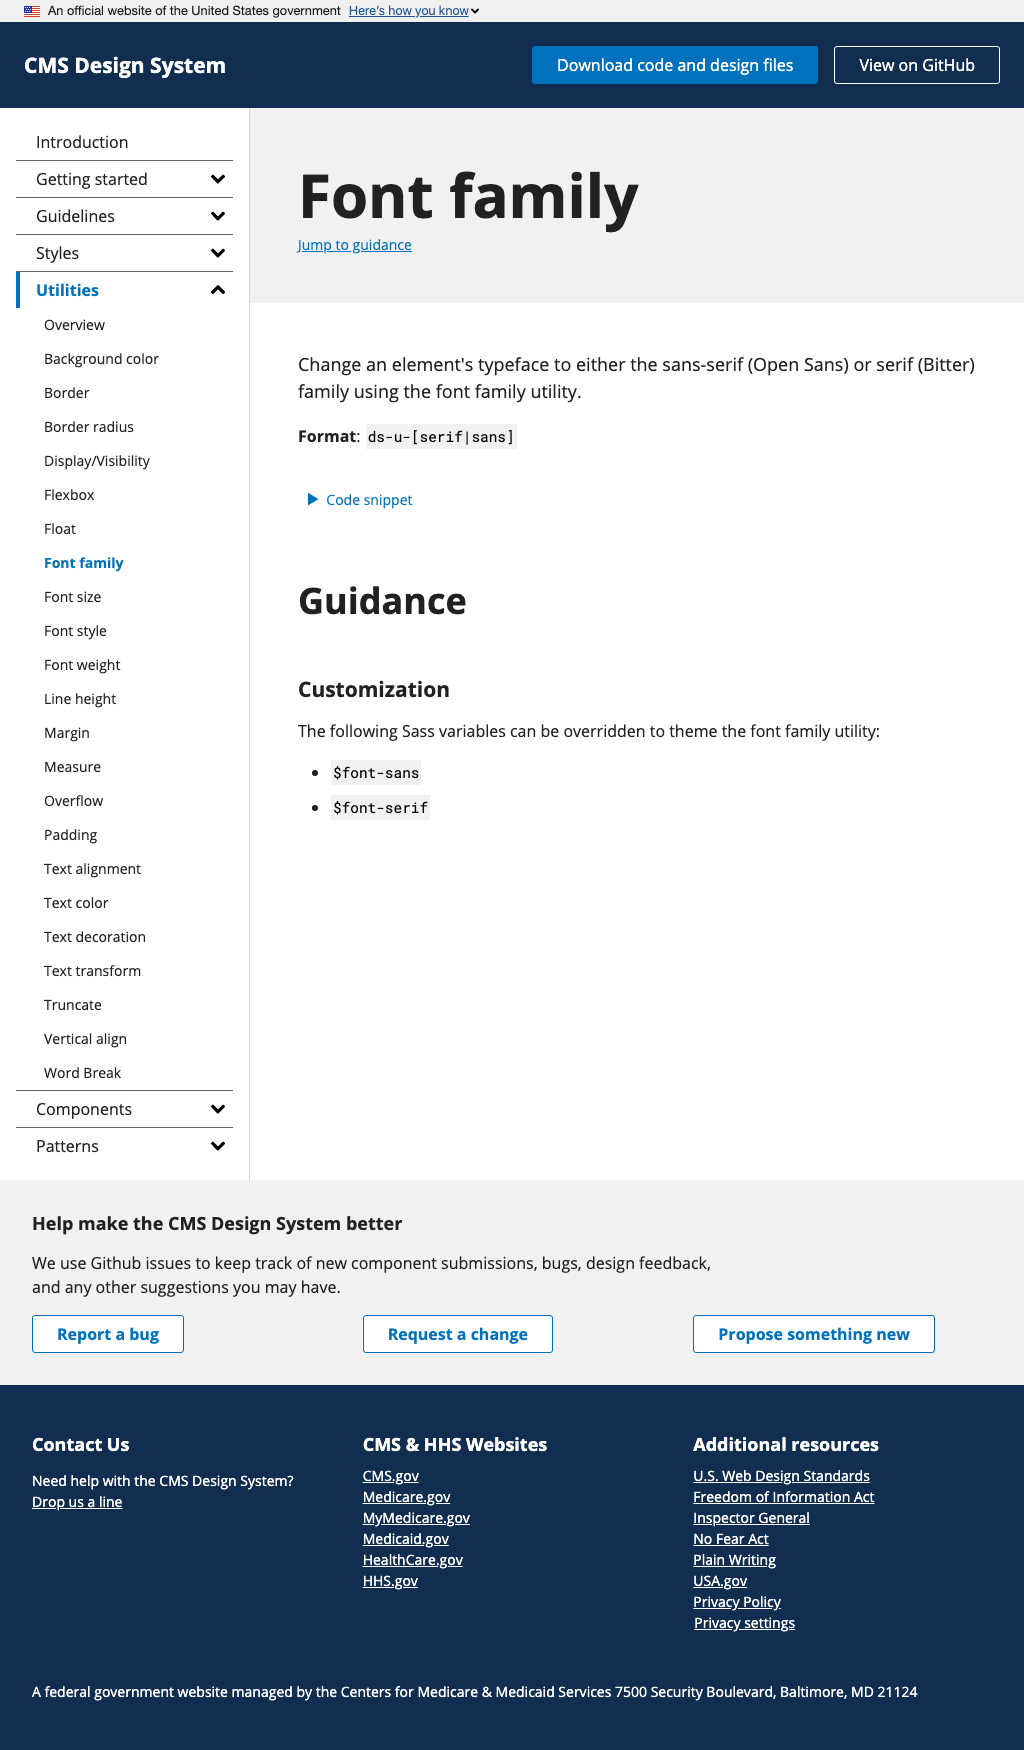 An official website of the United States government Here's how you know
CMS Design System
Download code and design files
View on GitHub
Introduction
Getting started
Guidelines
Styles
Utilities
Overview
Background color
Border
Border radius
Display/Visibility
Flexbox
Float
Font family
Font size
Font style
Font weight
Line height
Margin
Measure
Overflow
Padding
Text alignment
Text color
Text decoration
Text transform
Truncate
Vertical align
Word Break
Components
Patterns
Font family
Jump to guidance
Change an element's typeface to either the sans-serif (Open Sans) or serif (Bitter)
family using the font family utility.
Format: ds-u-[serif|sans]
Code snippet
Guidance
Customization
The following Sass variables can be overridden to theme the font family utility:
$font-sans
$font-serif
Help make the CMS Design System better
We use Github issues to keep track of new component submissions, bugs, design feedback,
and any other suggestions you may have.
Report a bug
Request a change
Propose something new
Contact Us
Need help with the CMS Design System?
Drop us a line
CMS & HHS Websites
CMS.gov
Medicare.gov
MyMedicare.gov
Medicaid.gov
HealthCare.gov
HHS.gov
Additional resources
U.S. Web Design Standards
Freedom of Information Act
Inspector General
No Fear Act
Plain Writing
USA.gov
Privacy Policy
Privacy settings
A federal government website managed by the Centers for Medicare & Medicaid Services 7500 Security Boulevard, Baltimore, MD 21124